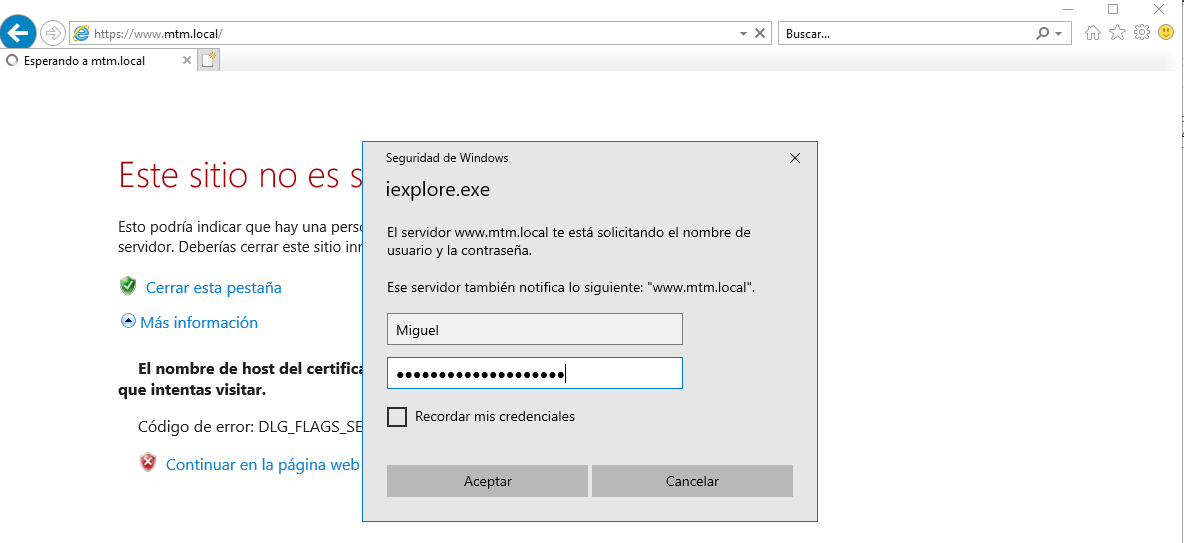 https://www.mtm.local/
Buscar...
Esperando a mtm.local
Este sitio no es s
Esto podría indicar que hay una pers
servidor. Deberías cerrar este sitio
Cerrar esta pestaña
Más información
El nombre de host del certific
que intentas visitar.
Código de error: DLG_FLAGS_SE
Continuar en la página web
Seguridad de Windows
iexplore.exe
El servidor www.mtm.local te está solicitando el nombre de
usuario y la contraseña.
Ese servidor también notifica lo siguiente: "www.mtm.local".
Miguel
Recordar mis credenciales
Aceptar
Cancelar